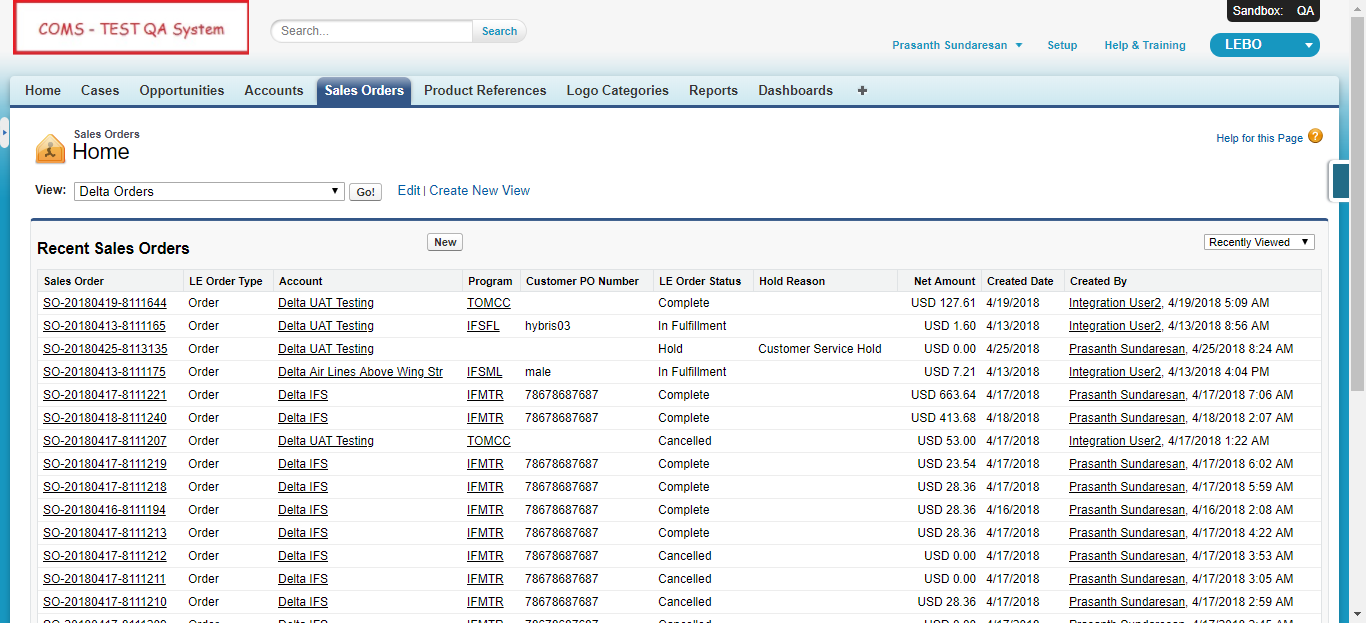 Sandbox: QA
COMS - TEST QA System
Search... Search
Prasanth Sundaresan Setup Help & Training LEBO
Home Cases Opportunities Accounts Sales Orders Product References Logo Categories Reports Dashboards +
Sales Orders
Home
Help for this Page ?
View: Delta Orders Go! Edit | Create New View
Recent Sales Orders New Recently Viewed
Sales Order LE Order Type Account Program Customer PO Number LE Order Status Hold Reason Net Amount Created Date Created By
SO-20180419-8111644 Order Delta UAT Testing TOMCC Complete USD 127.61 4/19/2018 Integration User2, 4/19/2018 5:09 AM
SO-20180413-8111165 Order Delta UAT Testing IFSFL hybris03 In Fulfillment USD 1.60 4/13/2018 Integration User2, 4/13/2018 8:56 AM
SO-20180425-8113135 Order Delta UAT Testing Hold Customer Service Hold USD 0.00 4/25/2018 Prasanth Sundaresan, 4/25/2018 8:24 AM
SO-20180413-8111175 Order Delta Air Lines Above Wing Str IFSML male In Fulfillment USD 7.21 4/13/2018 Integration User2, 4/13/2018 4:04 PM
SO-20180417-8111221 Order Delta IFS IFMTR 78678687687 Complete USD 663.64 4/17/2018 Prasanth Sundaresan, 4/17/2018 7:06 AM
SO-20180418-8111240 Order Delta IFS IFMTR 78678687687 Complete USD 413.68 4/18/2018 Prasanth Sundaresan, 4/18/2018 2:07 AM
SO-20180417-8111207 Order Delta UAT Testing TOMCC Cancelled USD 53.00 4/17/2018 Integration User2, 4/17/2018 1:22 AM
SO-20180417-8111219 Order Delta IFS IFMTR 78678687687 Complete USD 23.54 4/17/2018 Prasanth Sundaresan, 4/17/2018 6:02 AM
SO-20180417-8111218 Order Delta IFS IFMTR 78678687687 Complete USD 28.36 4/17/2018 Prasanth Sundaresan, 4/17/2018 5:59 AM
SO-20180416-8111194 Order Delta IFS IFMTR 78678687687 Complete USD 28.36 4/16/2018 Prasanth Sundaresan, 4/16/2018 2:08 AM
SO-20180417-8111213 Order Delta IFS IFMTR 78678687687 Complete USD 28.36 4/17/2018 Prasanth Sundaresan, 4/17/2018 4:22 AM
SO-20180417-8111212 Order Delta IFS IFMTR 78678687687 Cancelled USD 0.00 4/17/2018 Prasanth Sundaresan, 4/17/2018 3:53 AM
SO-20180417-8111211 Order Delta IFS IFMTR 78678687687 Cancelled USD 0.00 4/17/2018 Prasanth Sundaresan, 4/17/2018 3:05 AM
SO-20180417-8111210 Order Delta IFS IFMTR 78678687687 Cancelled USD 28.36 4/17/2018 Prasanth Sundaresan, 4/17/2018 2:59 AM